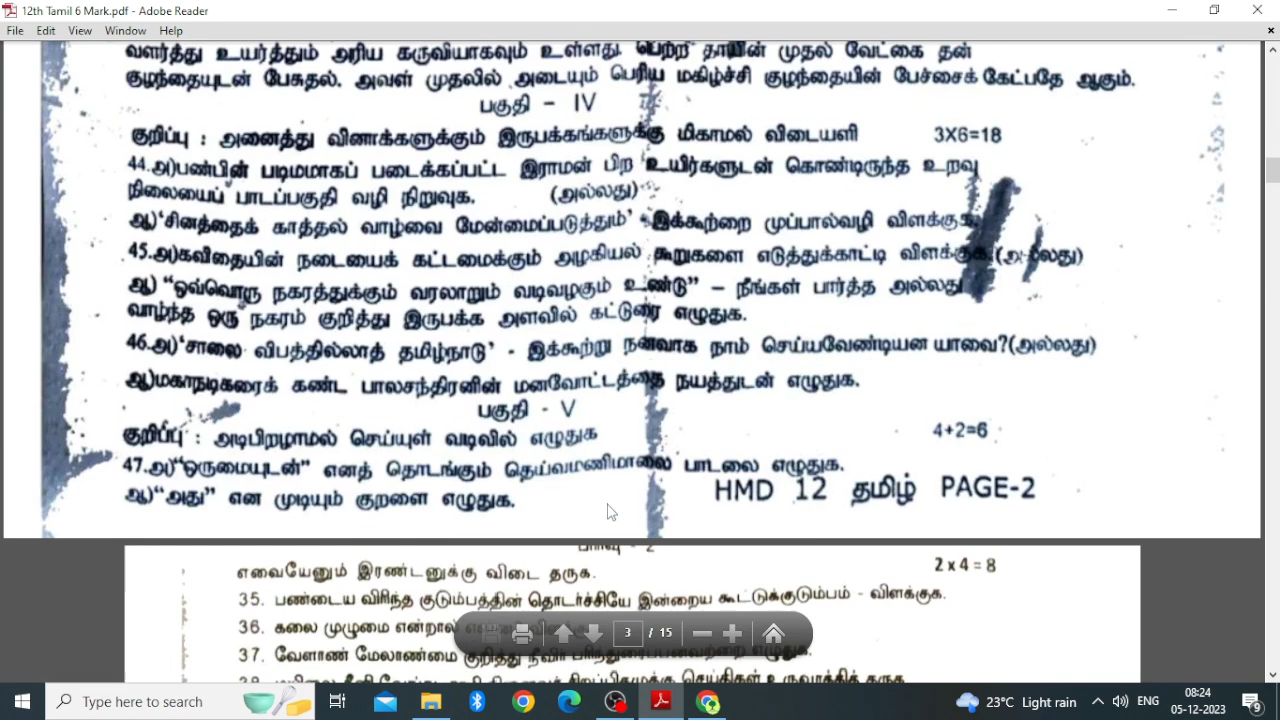 12th Tamil 6 Mark.pdf - Adobe Reader
File Edit View Window Help
வளர்த்து உயர்த்தும் அரிய கருவியாகவும் உள்ளது. பெற்ற தாயின் முதல் வேட்கை தன்
குழந்தையுடன் பேசுதல். அவள் முதலில் அடையும் பெரிய மகிழ்ச்சி குழந்தையின் பேச்சைக் கேட்பதே ஆகும்.
பகுதி - IV
குறிப்பு : அனைத்து வினாக்களுக்கும் இருபக்கங்களுக்கு மிகாமல் விடையளி 3X6=18
44.அ)பண்பின் படிமமாகப் படைக்கப்பட்ட இராமன் பிற உயிர்களுடன் கொண்டிருந்த உறவு
நிலையைப் பாடப்பகுதி வழி நிறுவுக. (அல்லது)
ஆ)'சினத்தைக் காத்தல் வாழ்வை மேன்மைப்படுத்தும்' - இக்கூற்றை முப்பால்வழி விளக்குக.
45.அ)கவிதையின் நடையைக் கட்டமைக்கும் அழகியல் கூறுகளை எடுத்துக்காட்டி விளக்குக.(அல்லது)
ஆ) "ஒவ்வொரு நகரத்துக்கும் வரலாறும் வடிவழகும் உண்டு" – நீங்கள் பார்த்த அல்லது
வாழ்ந்த ஒரு நகரம் குறித்து இருபக்க அளவில் கட்டுரை எழுதுக.
46.அ)'சாலை விபத்தில்லாத் தமிழ்நாடு' - இக்கூற்று நனவாக நாம் செய்யவேண்டியன யாவை?(அல்லது)
ஆ)மகாநடிகரைக் கண்ட பாலசந்திரனின் மனவோட்டத்தை நயத்துடன் எழுதுக.
பகுதி - V
குறிப்பு : அடிபிறழாமல் செய்யுள் வடிவில் எழுதுக 4+2=6
47.அ)"ஒருமையுடன்" எனத் தொடங்கும் தெய்வமணிமாலை பாடலை எழுதுக.
ஆ)"அது" என முடியும் குறளை எழுதுக.
HMD 12 தமிழ் PAGE-2
எவையேனும் இரண்டனுக்கு விடை தருக. 2 x 4 = 8
35. பண்டைய விரிந்த குடும்பத்தின் தொடர்ச்சியே இன்றைய கூட்டுக்குடும்பம் - விளக்குக.
36. கலை முழுமை என்றால்
3 / 15
37. வேளாண் மேலாண்மை குறித்து நீவிர் பரிந்துரைப்பனவற்றை எழுதுக.
Type here to search
23°C Light rain
ENG
08:24
05-12-2023
9